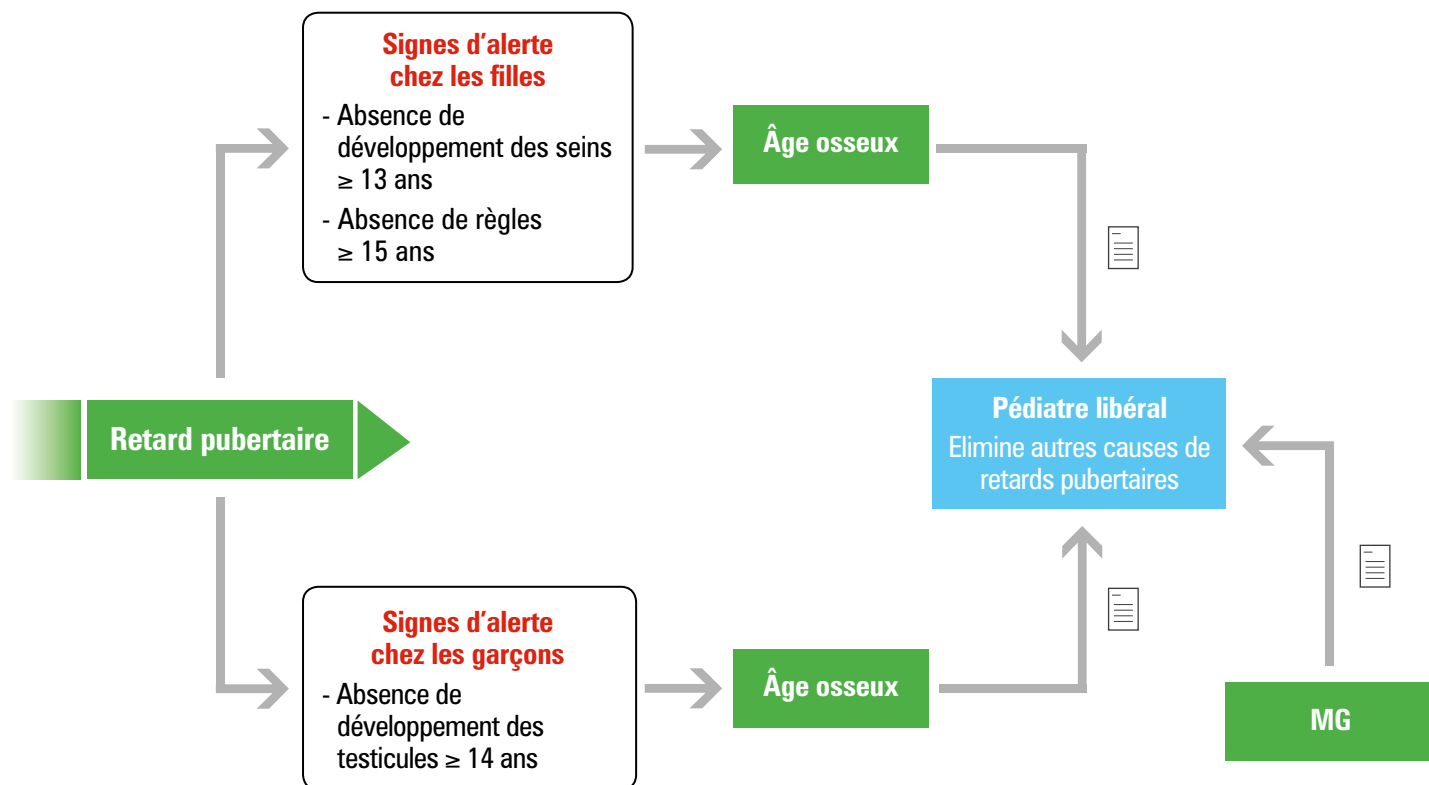 Signes d'alerte
chez les filles
- Absence de
développement des seins
≥ 13 ans
- Absence de règles
≥ 15 ans
Âge osseux
Retard pubertaire
Pédiatre libéral
Elimine autres causes de
retards pubertaires
Signes d'alerte
chez les garçons
- Absence de
développement des
testicules ≥ 14 ans
Âge osseux
MG